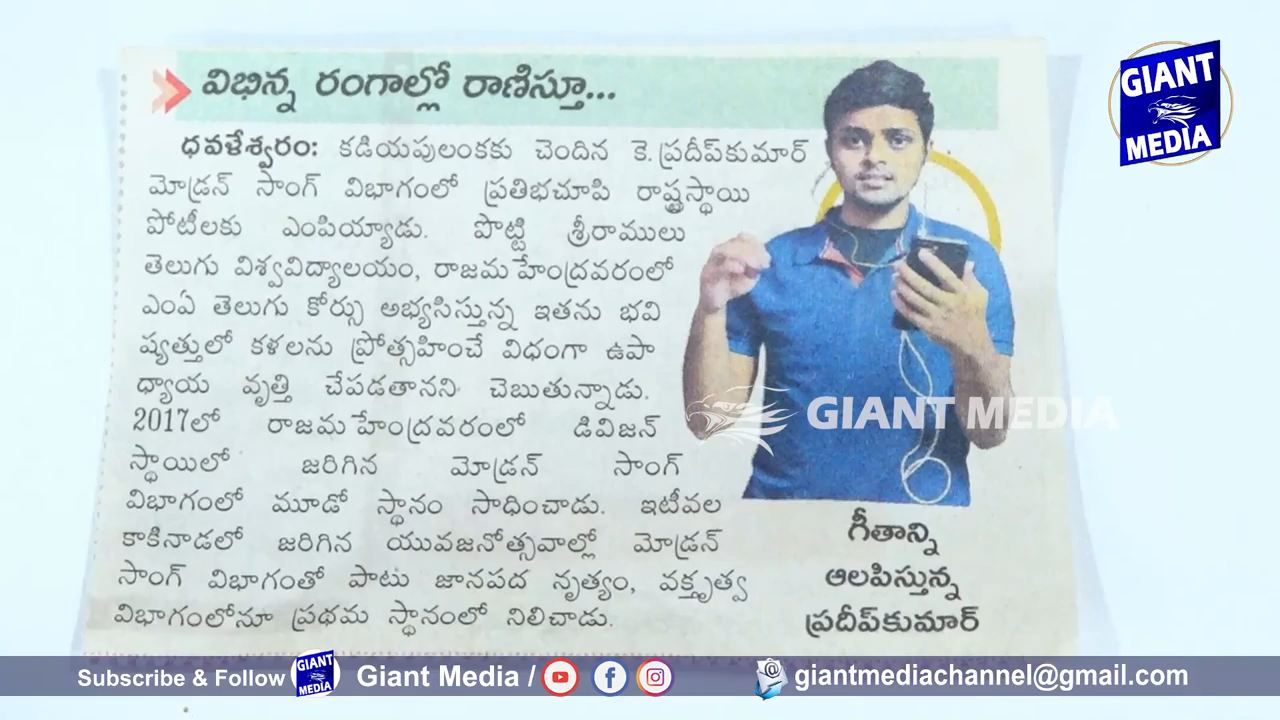 విభిన్న రంగాల్లో రాణిస్తూ...
ధవళేశ్వరం: కడియపులంకకు చెందిన కె.ప్రదీప్‌కుమార్
మోడ్రన్ సాంగ్ విభాగంలో ప్రతిభచూపి రాష్ట్రస్థాయి
పోటీలకు ఎంపియ్యాడు. పొట్టి శ్రీరాములు
తెలుగు విశ్వవిద్యాలయం, రాజమహేంద్రవరంలో
ఎంఏ తెలుగు కోర్సు అభ్యసిస్తున్న ఇతను భవి
ష్యత్తులో కళలను ప్రోత్సహించే విధంగా ఉపా
ధ్యాయ వృత్తి చేపడతానని చెబుతున్నాడు.
2017లో రాజమహేంద్రవరంలో డివిజన్
స్థాయిలో జరిగిన మోడ్రన్ సాంగ్
విభాగంలో మూడో స్థానం సాధించాడు. ఇటీవల
కాకినాడలో జరిగిన యువజనోత్సవాల్లో మోడ్రన్
సాంగ్ విభాగంతో పాటు జానపద నృత్యం, వక్తృత్వ
విభాగంలోనూ ప్రథమ స్థానంలో నిలిచాడు.
గీతాన్ని
ఆలపిస్తున్న
ప్రదీప్‌కుమార్
GIANT
MEDIA
GIANT MEDIA
Subscribe & Follow GIANT MEDIA Giant Media / giantmediachannel@gmail.com